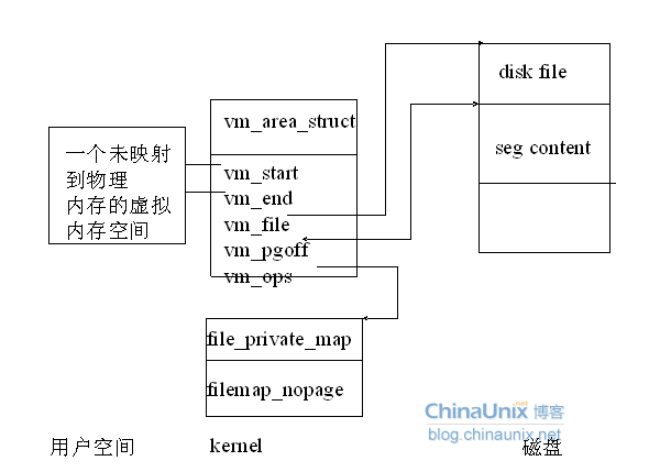 一个未映射
到物理
内存的虚拟
内存空间
vm_area_struct
vm_start
vm_end
vm_file
vm_pgoff
vm_ops
disk file
seg content
file_private_map
filemap_nopage
ChinaUnix.net 博客
blog.chinaunix.net
用户空间
kernel
磁盘